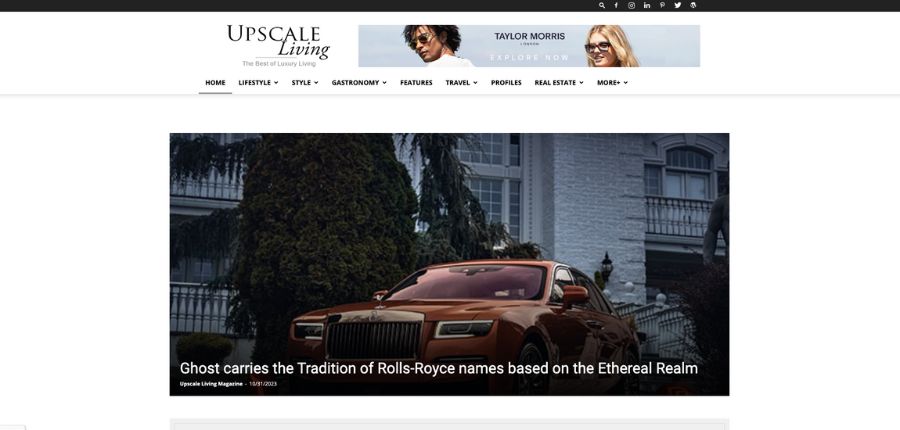 UPSCALE
Living
The Best of Luxury Living
TAYLOR MORRIS
LONDON
EXPLORE NOW
HOME LIFESTYLE STYLE GASTRONOMY FEATURES TRAVEL PROFILES REAL ESTATE MORE+
Ghost carries the Tradition of Rolls-Royce names based on the Ethereal Realm
Upscale Living Magazine - 10/31/2023